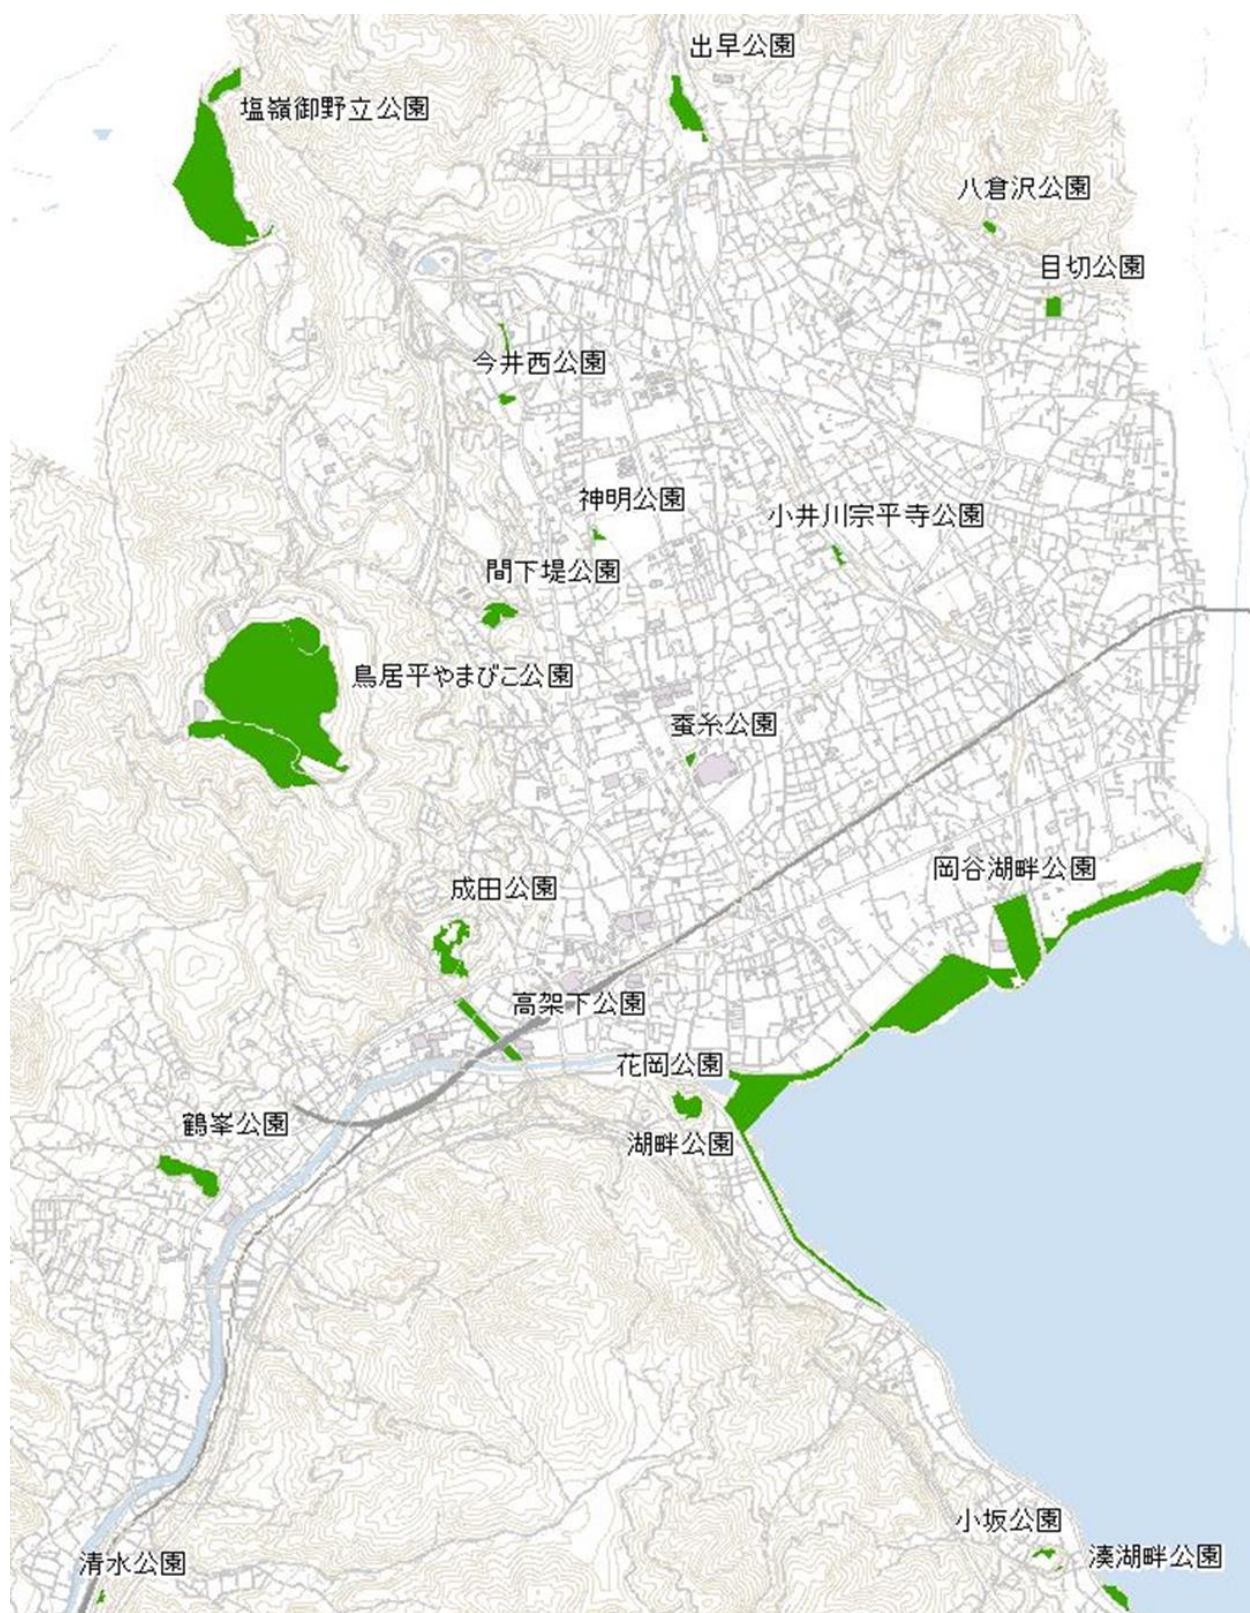 出早公園
塩嶺御野立公園
八倉沢公園
目切公園
今井西公園
神明公園
小井川宗平寺公園
間下堤公園
鳥居平やまびこ公園
蚕糸公園
岡谷湖畔公園
成田公園
高架下公園
花岡公園
鶴峯公園
湖畔公園
小坂公園
湊湖畔公園
清水公園